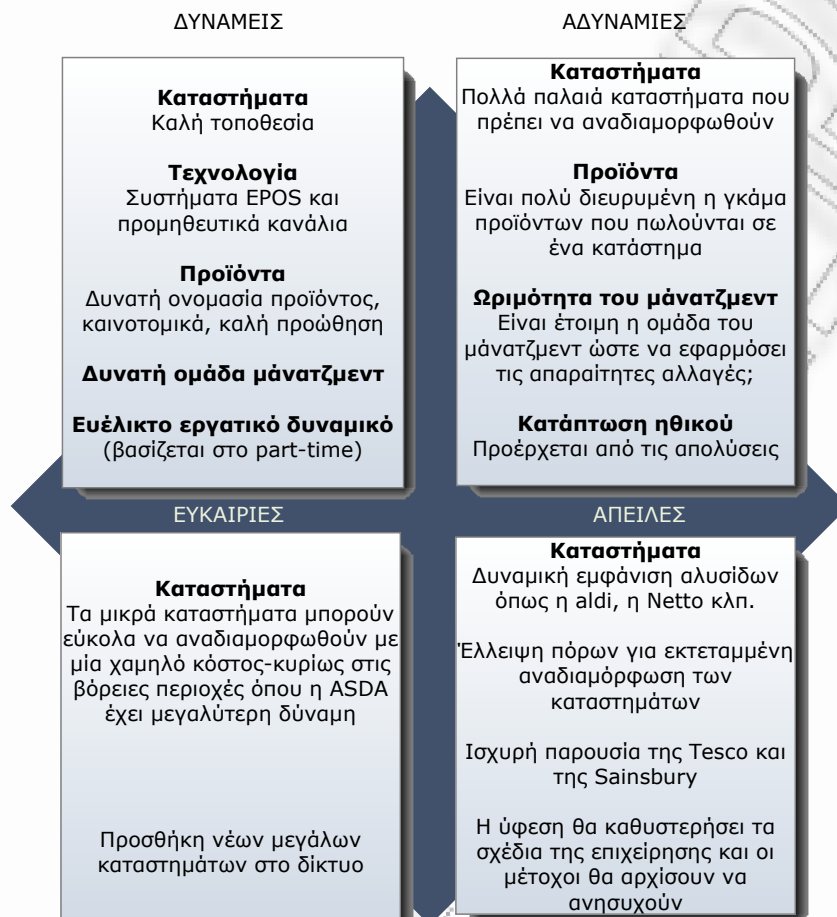 ΔΥΝΑΜΕΙΣ
Καταστήματα
Καλή τοποθεσία
Τεχνολογία
Συστήματα EPOS και
προμηθευτικά κανάλια
Προϊόντα
Δυνατή ονομασία προϊόντος,
καινοτομικά, καλή προώθηση
Δυνατή ομάδα μάνατζμεντ
Ευέλικτο εργατικό δυναμικό
(βασίζεται στο part-time)
ΑΔΥΝΑΜΙΕΣ
Καταστήματα
Πολλά παλαιά καταστήματα που
πρέπει να αναδιαμορφωθούν
Προϊόντα
Είναι πολύ διευρυμένη η γκάμα
προϊόντων που πωλούνται σε
ένα κατάστημα
Ωριμότητα του μάνατζμεντ
Είναι έτοιμη η ομάδα του
μάνατζμεντ ώστε να εφαρμόσει
τις απαραίτητες αλλαγές;
Κατάπτωση ηθικού
Προέρχεται από τις απολύσεις
ΕΥΚΑΙΡΙΕΣ
Καταστήματα
Τα μικρά καταστήματα μπορούν
εύκολα να αναδιαμορφωθούν με
μία χαμηλό κόστος-κυρίως στις
βόρειες περιοχές όπου η ASDA
έχει μεγαλύτερη δύναμη
Προσθήκη νέων μεγάλων
καταστημάτων στο δίκτυο
ΑΠΕΙΛΕΣ
Καταστήματα
Δυναμική εμφάνιση αλυσίδων
όπως η aldi, η Netto κλπ.
Έλλειψη πόρων για εκτεταμμένη
αναδιαμόρφωση των
καταστημάτων
Ισχυρή παρουσία της Tesco και
της Sainsbury
Η ύφεση θα καθυστερήσει τα
σχέδια της επιχείρησης και οι
μέτοχοι θα αρχίσουν να
ανησυχούν